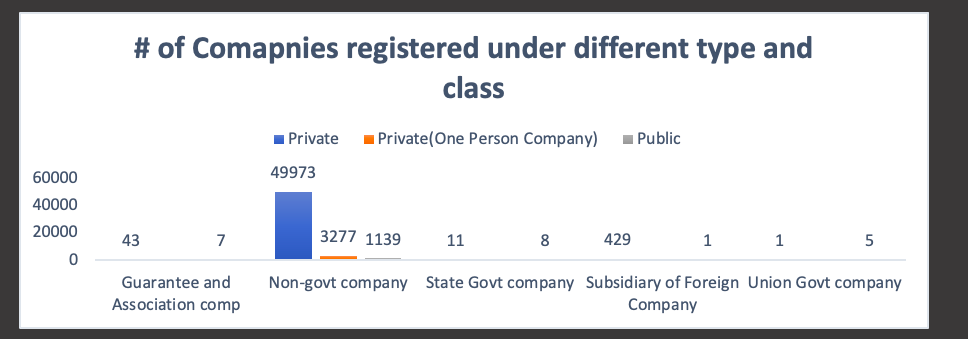 # of Comapnies registered under different type and
class
Private Private(One Person Company) Public
60000
40000
20000
0
43 7 49973 3277 1139 11 8 429 1 1 5
Guarantee and
Association comp
Non-govt company
State Govt company
Subsidiary of Foreign
Company
Union Govt company